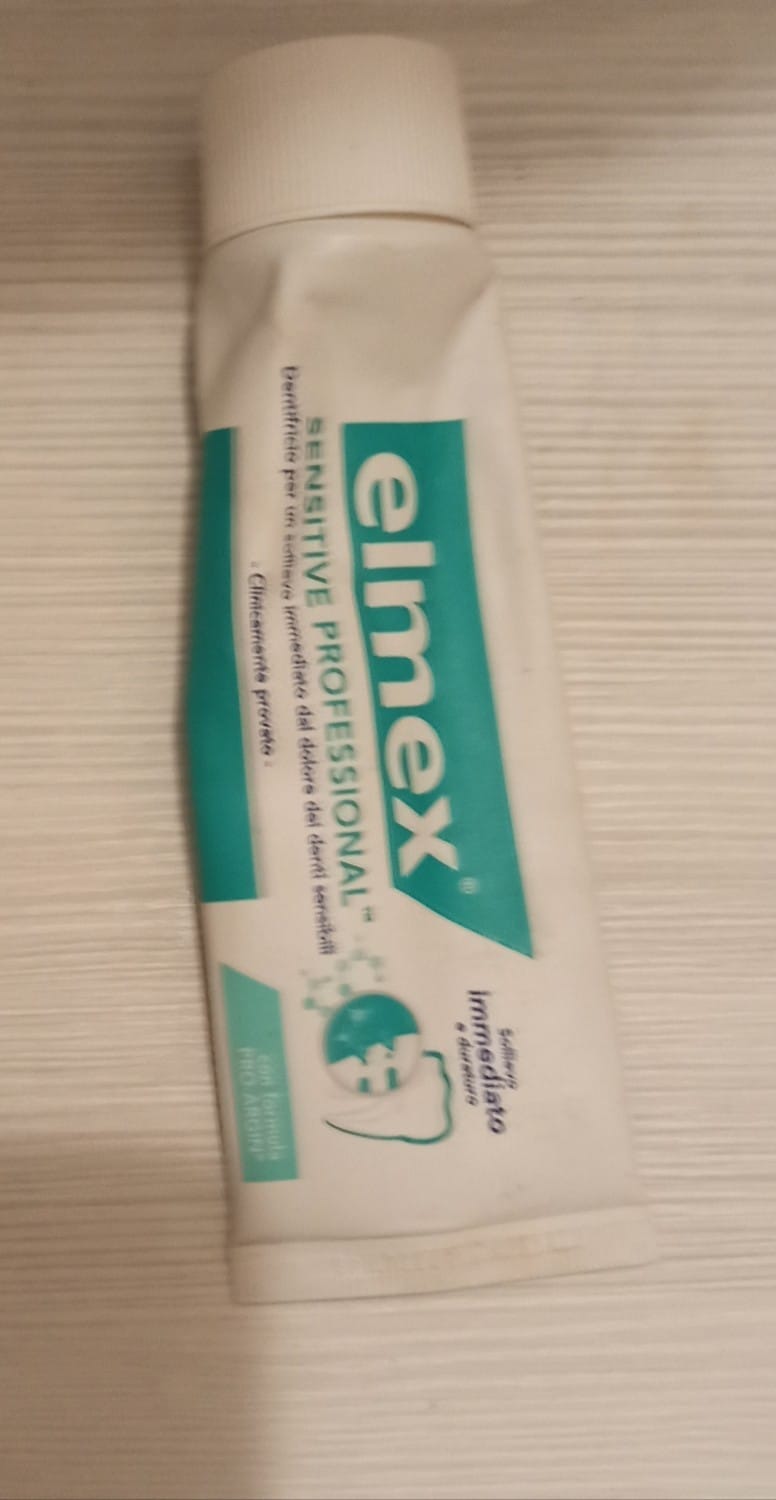 elmex®
SENSITIVE PROFESSIONAL™
Dentifricio per un sollievo immediato dal dolore dei denti sensibili
- Clinicamente provato -
sollievo
immediato
e duraturo
con formula
PRO-ARGIN®